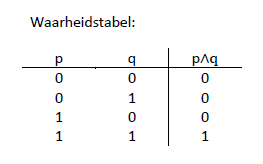 Waarheidstabel:
p q p∧q
0 0 0
0 1 0
1 0 0
1 1 1